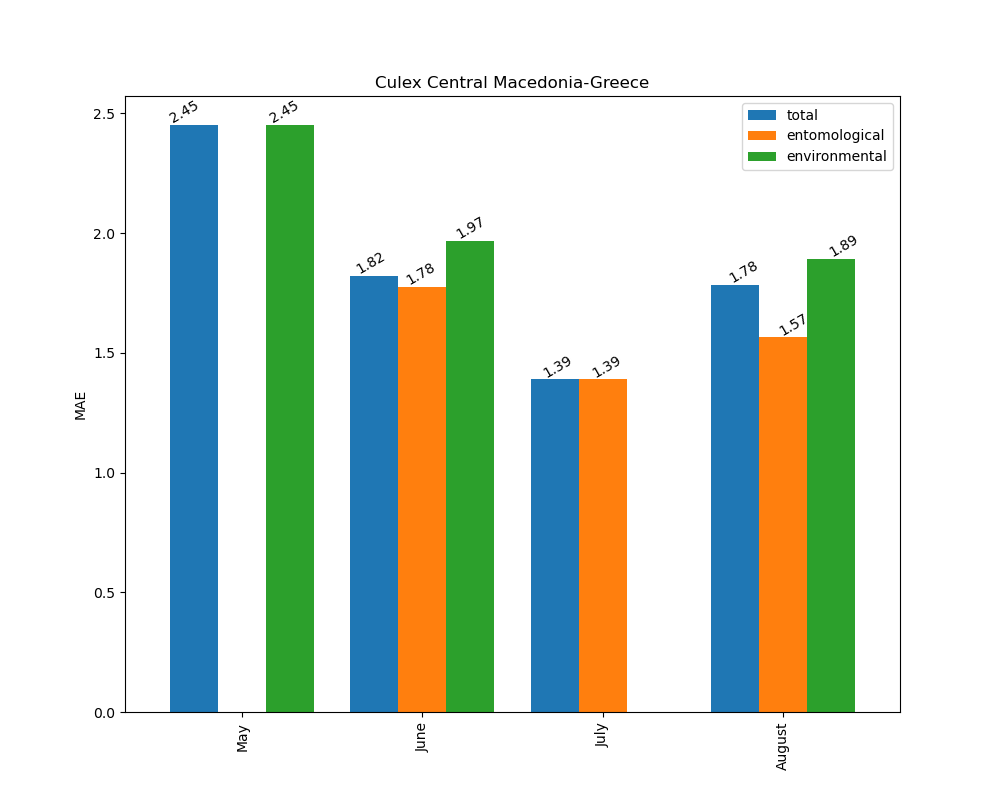 Culex Central Macedonia-Greece
total
entomological
environmental
2.45
2.45
1.82
1.78
1.97
1.39
1.39
1.78
1.57
1.89
MAE
2.5
2.0
1.5
1.0
0.5
0.0
May
June
July
August